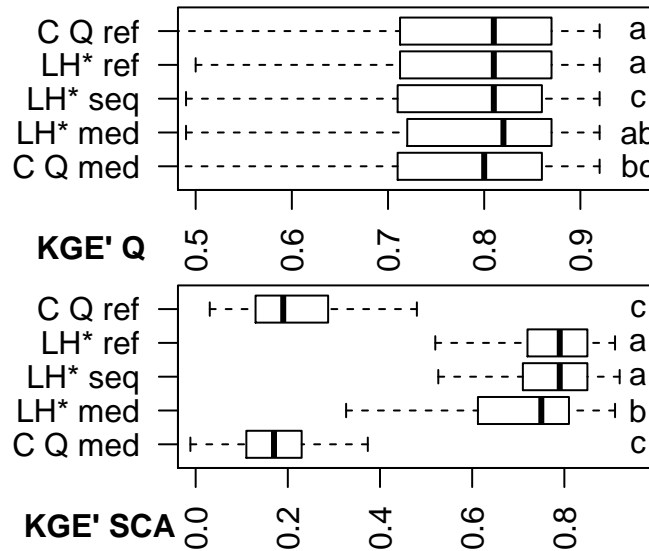 C Q ref a
LH* ref a
LH* seq c
LH* med ab
C Q med bc
0.5 0.6 0.7 0.8 0.9
KGE' Q
C Q ref c
LH* ref a
LH* seq a
LH* med b
C Q med c
0.0 0.2 0.4 0.6 0.8
KGE' SCA